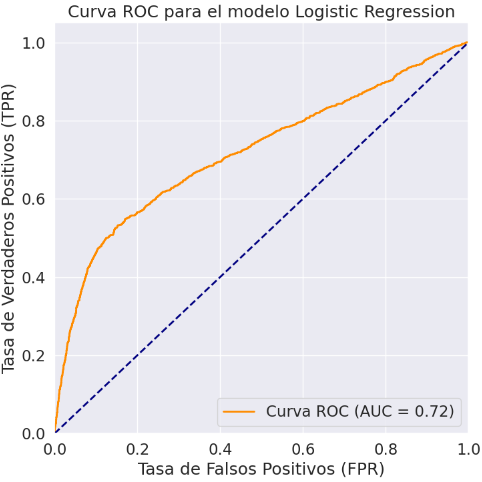 Curva ROC para el modelo Logistic Regression
Tasa de Verdaderos Positivos (TPR)
1.0
0.8
0.6
0.4
0.2
0.0
0.0 0.2 0.4 0.6 0.8 1.0
Tasa de Falsos Positivos (FPR)
Curva ROC (AUC = 0.72)